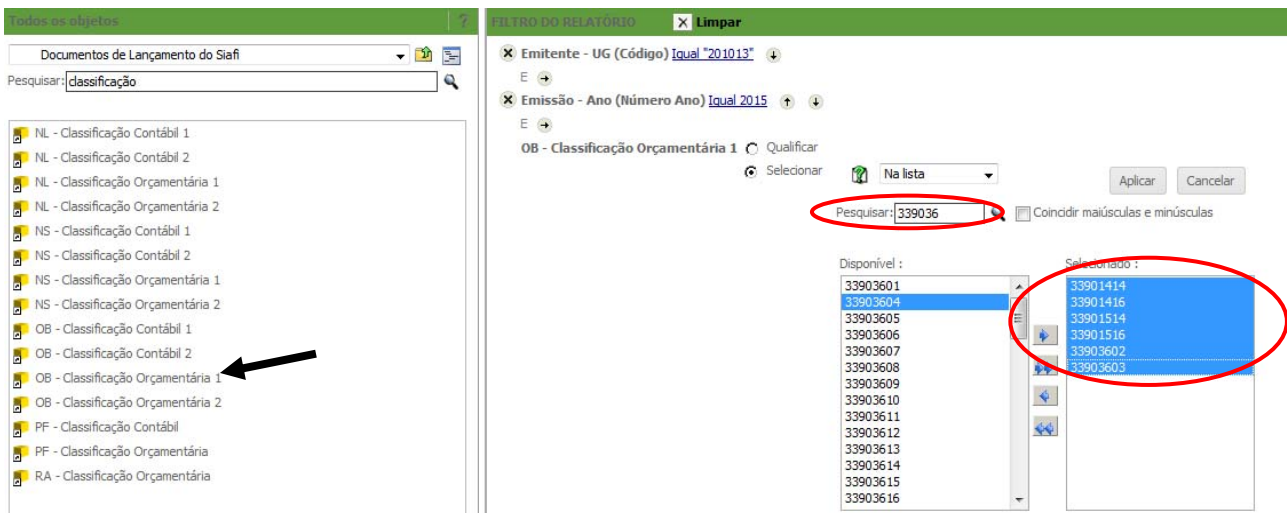 Todos os objetos
?
Documentos de Lançamento do Siafi
Pesquisar: classificação
NL - Classificação Contábil 1
NL - Classificação Contábil 2
NL - Classificação Orçamentária 1
NL - Classificação Orçamentária 2
NS - Classificação Contábil 1
NS - Classificação Contábil 2
NS - Classificação Orçamentária 1
NS - Classificação Orçamentária 2
OB - Classificação Contábil 1
OB - Classificação Contábil 2
OB - Classificação Orçamentária 1
OB - Classificação Orçamentária 2
PF - Classificação Contábil
PF - Classificação Orçamentária
RA - Classificação Orçamentária
FILTRO DO RELATÓRIO X Limpar
Emitente - UG (Código) Igual "201013"
E
Emissão - Ano (Número Ano) Igual 2015
E
OB - Classificação Orçamentária 1 Qualificar
Selecionar Na lista Aplicar Cancelar
Pesquisar: 339036 Coincidir maiúsculas e minúsculas
Disponível :
33903601
33903604
33903605
33903606
33903607
33903608
33903609
33903610
33903611
33903612
33903613
33903614
33903615
33903616
Selecionado :
33901414
33901416
33901514
33901516
33903602
33903603